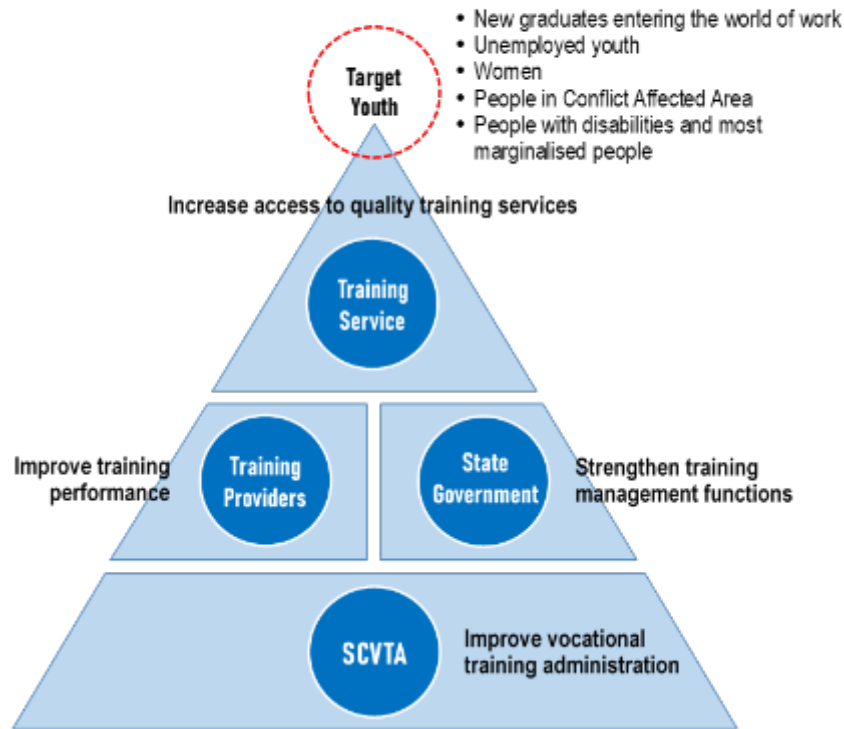 • New graduates entering the world of work
• Unemployed youth
• Women
• People in Conflict Affected Area
• People with disabilities and most
marginalised people
Target
Youth
Increase access to quality training services
Training
Service
Improve training
performance
Training
Providers
State
Government
Strengthen training
management functions
SCVTA
Improve vocational
training administration